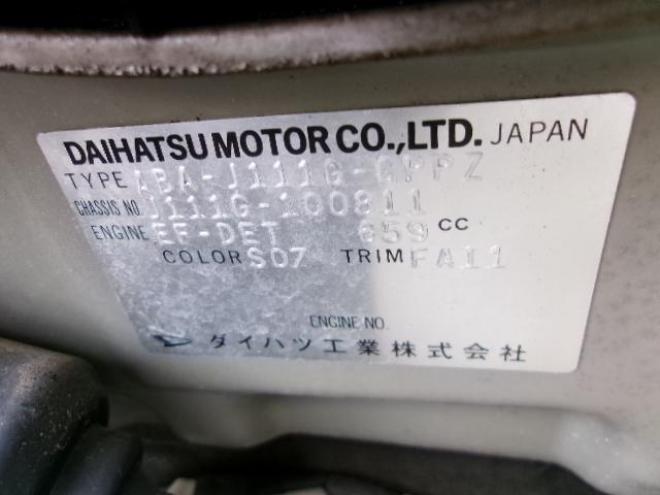 DAIHATSU MOTOR CO.,LTD. JAPAN
TYPE ABA-J111G-GPPZ
CHASSIS NO. J111G-200811
ENGINE EF-DET 659 CC
COLOR S07 TRIM FA11
ENGINE NO.
ダイハツ工業株式会社